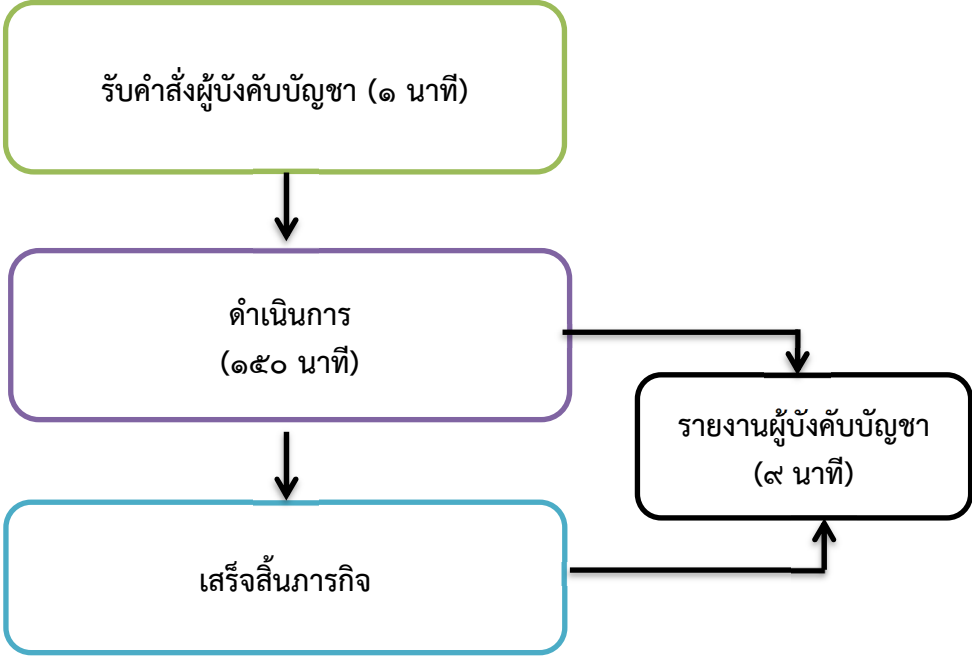 รับคำสั่งผู้บังคับบัญชา (๑ นาที)
ดำเนินการ
(๑๕๐ นาที)
รายงานผู้บังคับบัญชา
(๙ นาที)
เสร็จสิ้นภารกิจ